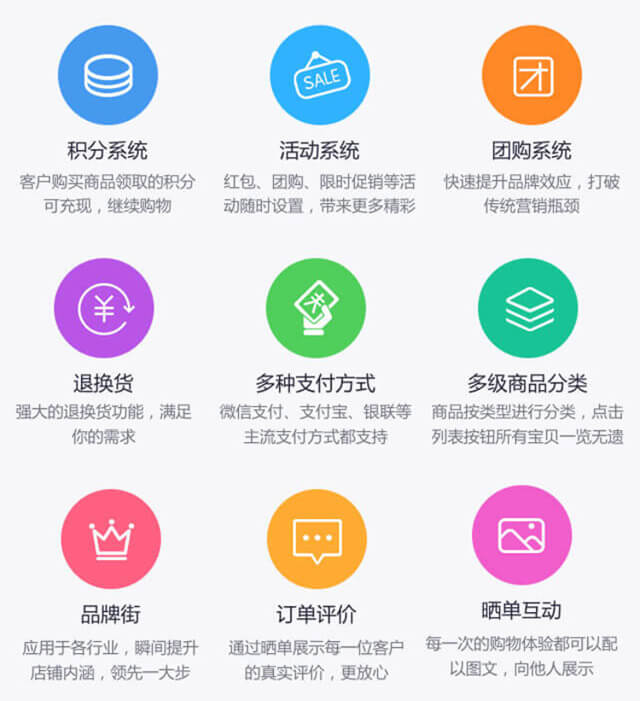 SALE
团
积分系统
活动系统
团购系统
客户购买商品领取的积分
可充现，继续购物
红包、团购、限时促销等活
动随时设置，带来更多精彩
快速提升品牌效应，打破
传统营销瓶颈
¥
退换货
多种支付方式
多级商品分类
强大的退换货功能，满足
你的需求
微信支付、支付宝、银联等
主流支付方式都支持
商品按类型进行分类，点击
列表按钮所有宝贝一览无遗
品牌街
订单评价
晒单互动
应用于各行业，瞬间提升
店铺内涵，领先一大步
通过晒单展示每一位客户
的真实评价，更放心
每一次的购物体验都可以配
以图文，向他人展示